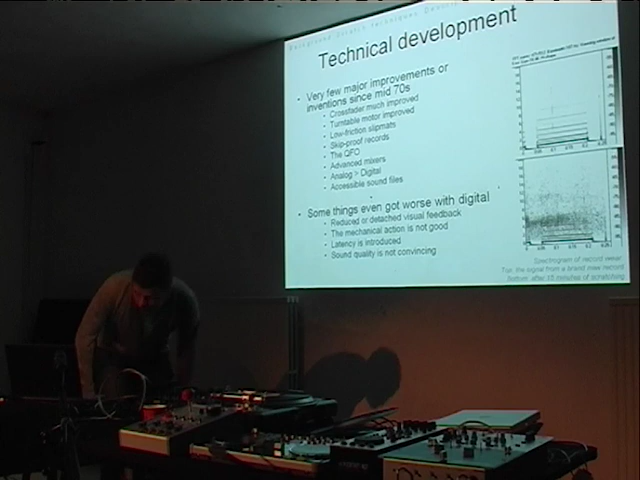 Background Scratch Techniques
Technical development
Very few major improvements or
inventions since mid 70s
Crossfader much improved
Turntable motor improved
Low-friction slipmats
Skip-proof records
The QFO
Advanced mixers
Analog > Digital
Accessible sound files
Some things even got worse with digital
Reduced or detached visual feedback
The mechanical action is not good
Latency is introduced
Sound quality is not convincing
Spectrogram of record wear.
Top: the signal from a brand new record
Bottom: after 15 minutes of scratching